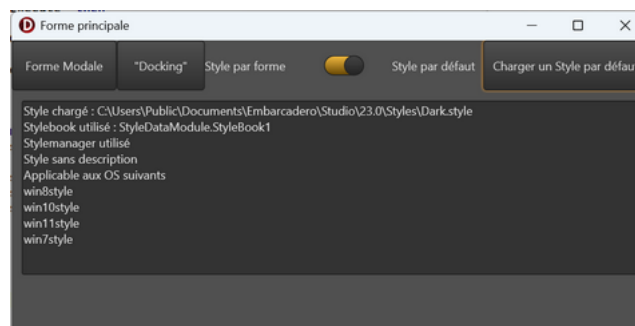 Forme principale
Forme Modale
"Docking"
Style par forme
Style par défaut
Charger un Style par défau
Style chargé : C:\Users\Public\Documents\Embarcadero\Studio\23.0\Styles\Dark.style
Stylebook utilisé : StyleDataModule.StyleBook1
Stylemanager utilisé
Style sans description
Applicable aux OS suivants
win8style
win10style
win11style
win7style